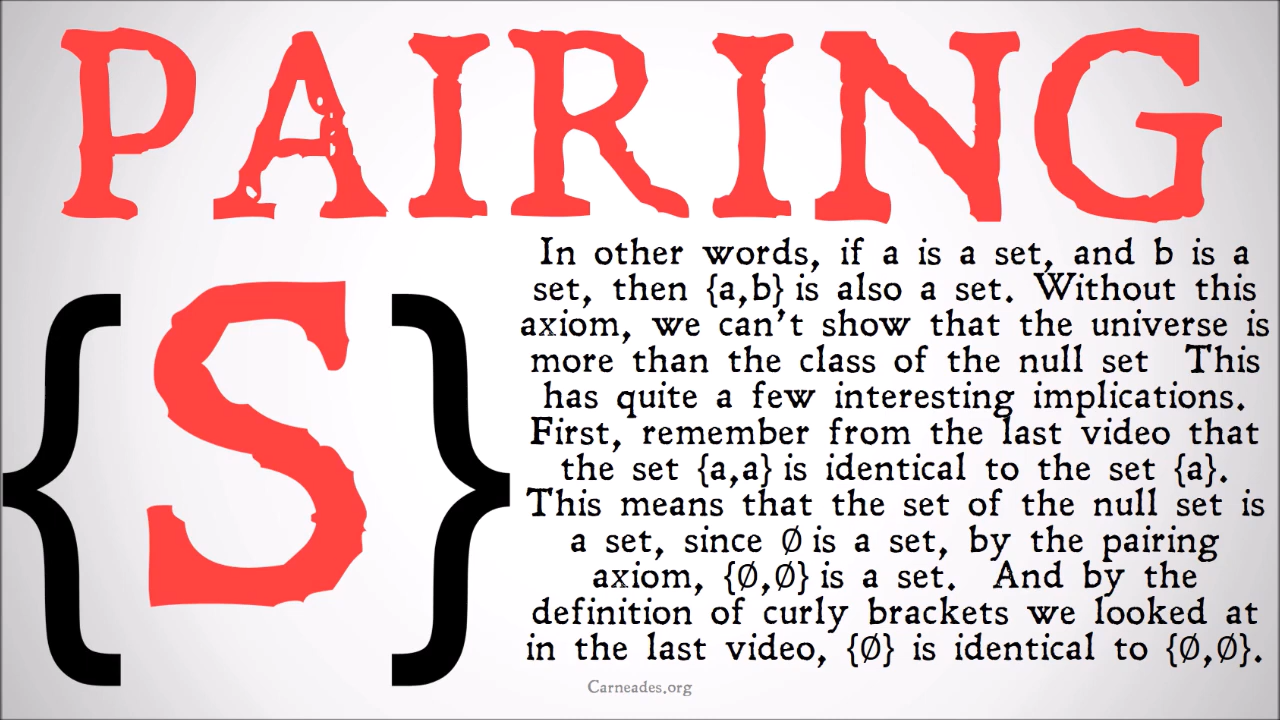 PAIRING
{S}
In other words, if a is a set, and b is a
set, then {a,b} is also a set. Without this
axiom, we can't show that the universe is
more than the class of the null set  This
has quite a few interesting implications.
First, remember from the last video that
the set {a,a} is identical to the set {a}.
This means that the set of the null set is
a set, since Ø is a set, by the pairing
axiom, {Ø,Ø} is a set.  And by the
definition of curly brackets we looked at
in the last video, {Ø} is identical to {Ø,Ø}.
Carneades.org